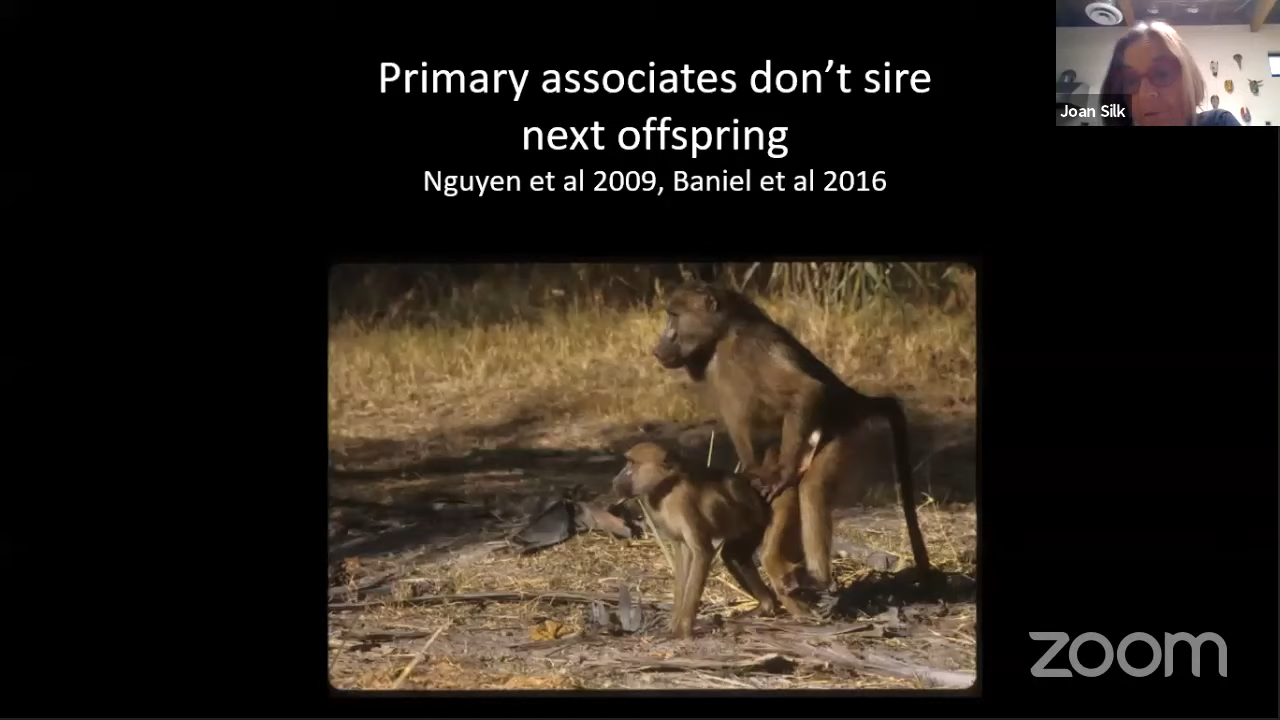 Primary associates don't sire
next offspring
Nguyen et al 2009, Baniel et al 2016
Joan Silk
zoom